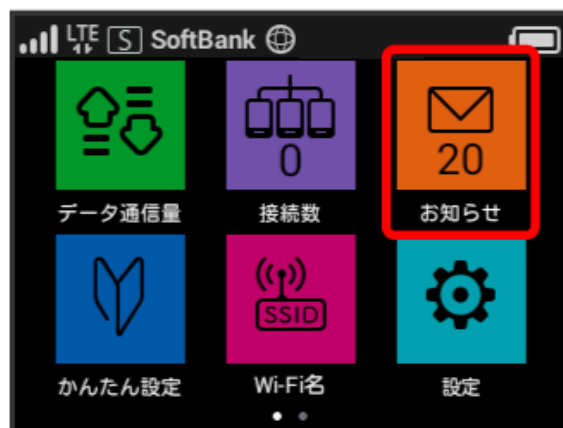 LTE S SoftBank
0
20
データ通信量 接続数 お知らせ
SSID
かんたん設定 Wi-Fi名 設定